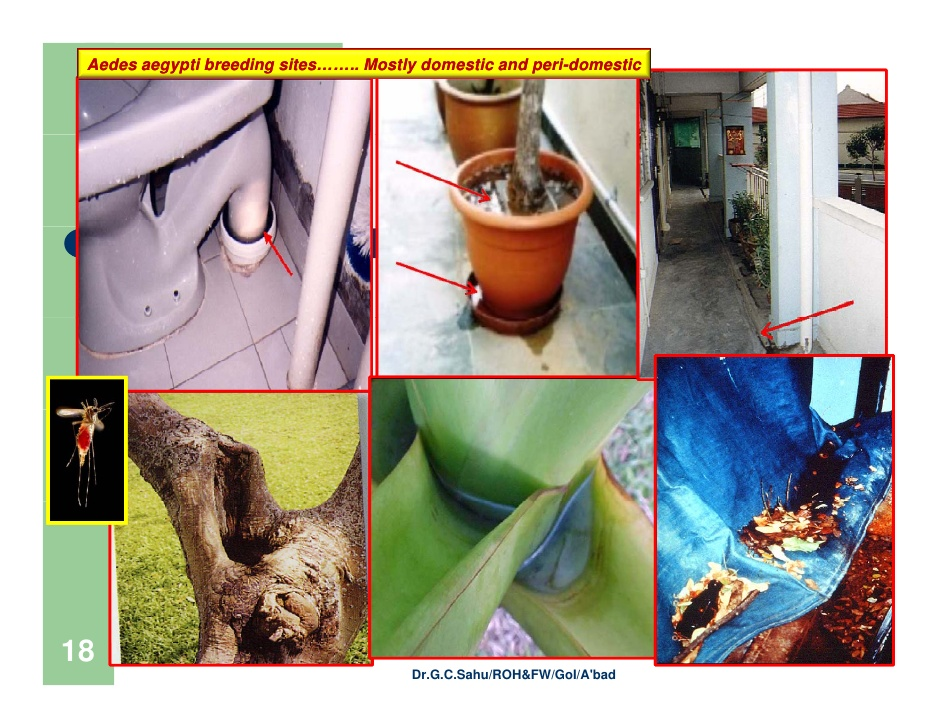 Aedes aegypti breeding sites…….. Mostly domestic and peri-domestic
18
Dr.G.C.Sahu/ROH&FW/GoI/A'bad